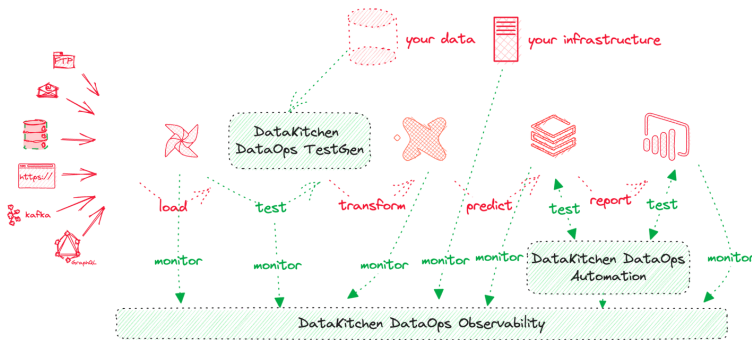 your data
your infrastructure
FTP
DataKitchen
DataOps TestGen
https://
load
test
transform
predict
report
kafka
test
test
GraphQL
monitor
monitor
monitor
monitor
monitor
DataKitchen DataOps
Automation
monitor
DataKitchen DataOps Observability